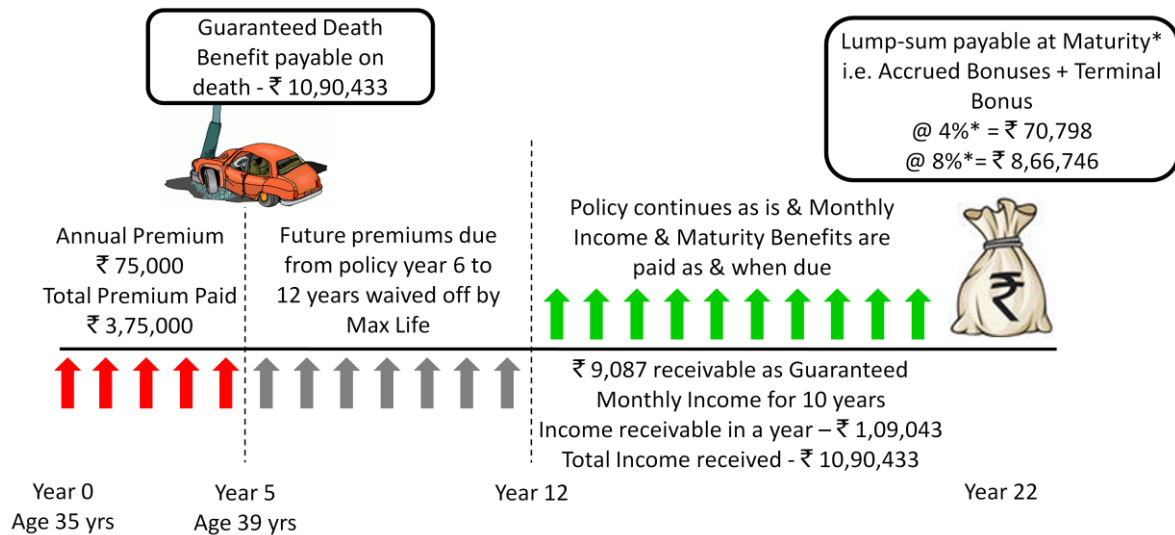 Guaranteed Death
Benefit payable on
death - ₹ 10,90,433
Lump-sum payable at Maturity*
i.e. Accrued Bonuses + Terminal
Bonus
@ 4%* = ₹ 70,798
@ 8%*= ₹ 8,66,746
Annual Premium
₹ 75,000
Total Premium Paid
₹ 3,75,000
Future premiums due
from policy year 6 to
12 years waived off by
Max Life
Policy continues as is & Monthly
Income & Maturity Benefits are
paid as & when due
₹
₹ 9,087 receivable as Guaranteed
Monthly Income for 10 years
Income receivable in a year – ₹ 1,09,043
Total Income received - ₹ 10,90,433
Year 0
Age 35 yrs
Year 5
Age 39 yrs
Year 12
Year 22